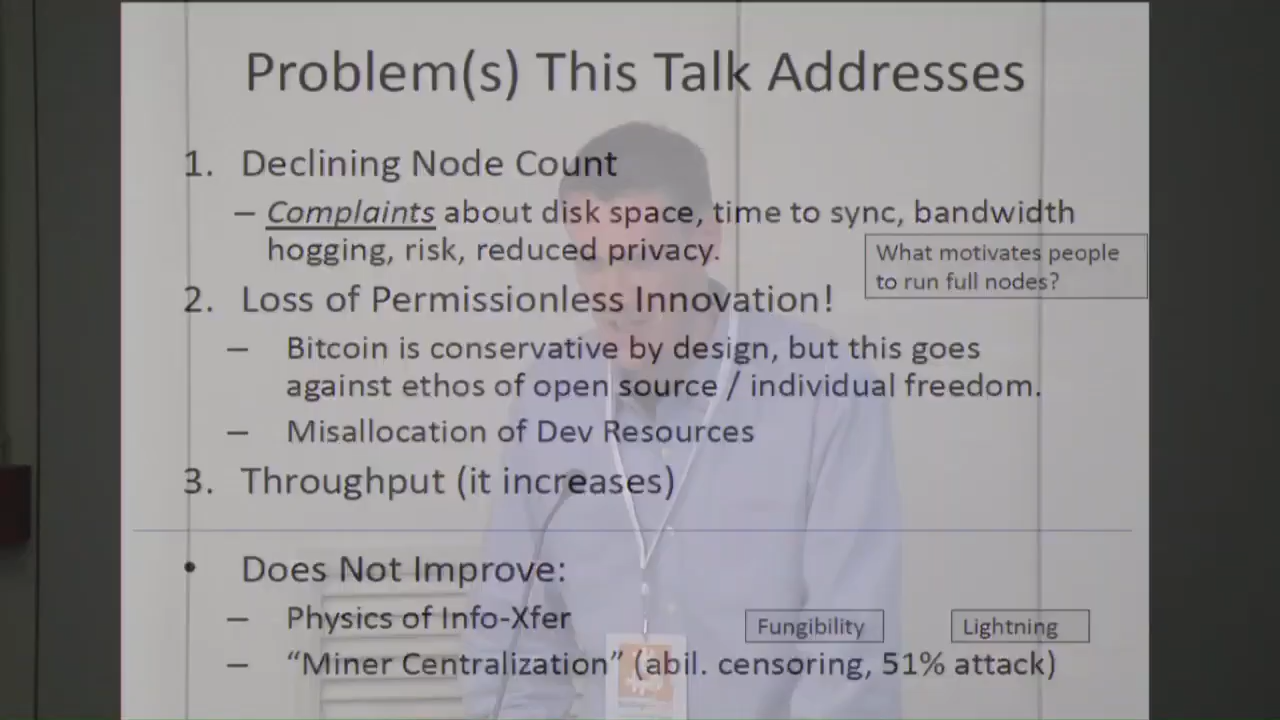 Problem(s) This Talk Addresses
1. Declining Node Count
– Complaints about disk space, time to sync, bandwidth
hogging, risk, reduced privacy.
What motivates people
to run full nodes?
2. Loss of Permissionless Innovation!
– Bitcoin is conservative by design, but this goes
against ethos of open source / individual freedom.
– Misallocation of Dev Resources
3. Throughput (it increases)
• Does Not Improve:
– Physics of Info-Xfer
Fungibility
Lightning
– “Miner Centralization” (abil. censoring, 51% attack)